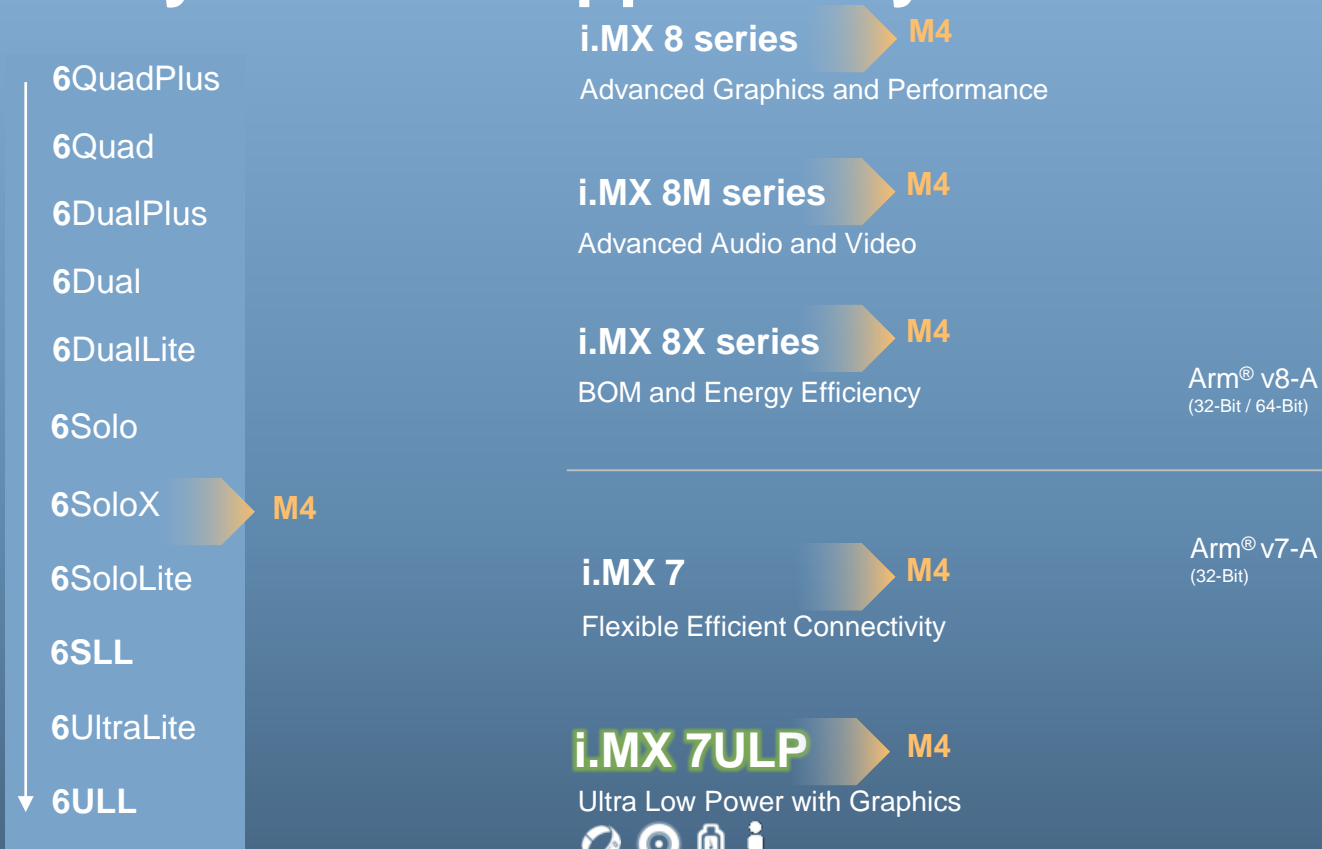 6QuadPlus
6Quad
6DualPlus
6Dual
6DualLite
6Solo
6SoloX
M4
6SoloLite
6SLL
6UltraLite
6ULL
i.MX 8 series
M4
Advanced Graphics and Performance
i.MX 8M series
M4
Advanced Audio and Video
i.MX 8X series
M4
BOM and Energy Efficiency
Arm® v8-A
(32-Bit / 64-Bit)
i.MX 7
M4
Flexible Efficient Connectivity
Arm® v7-A
(32-Bit)
i.MX 7ULP
M4
Ultra Low Power with Graphics